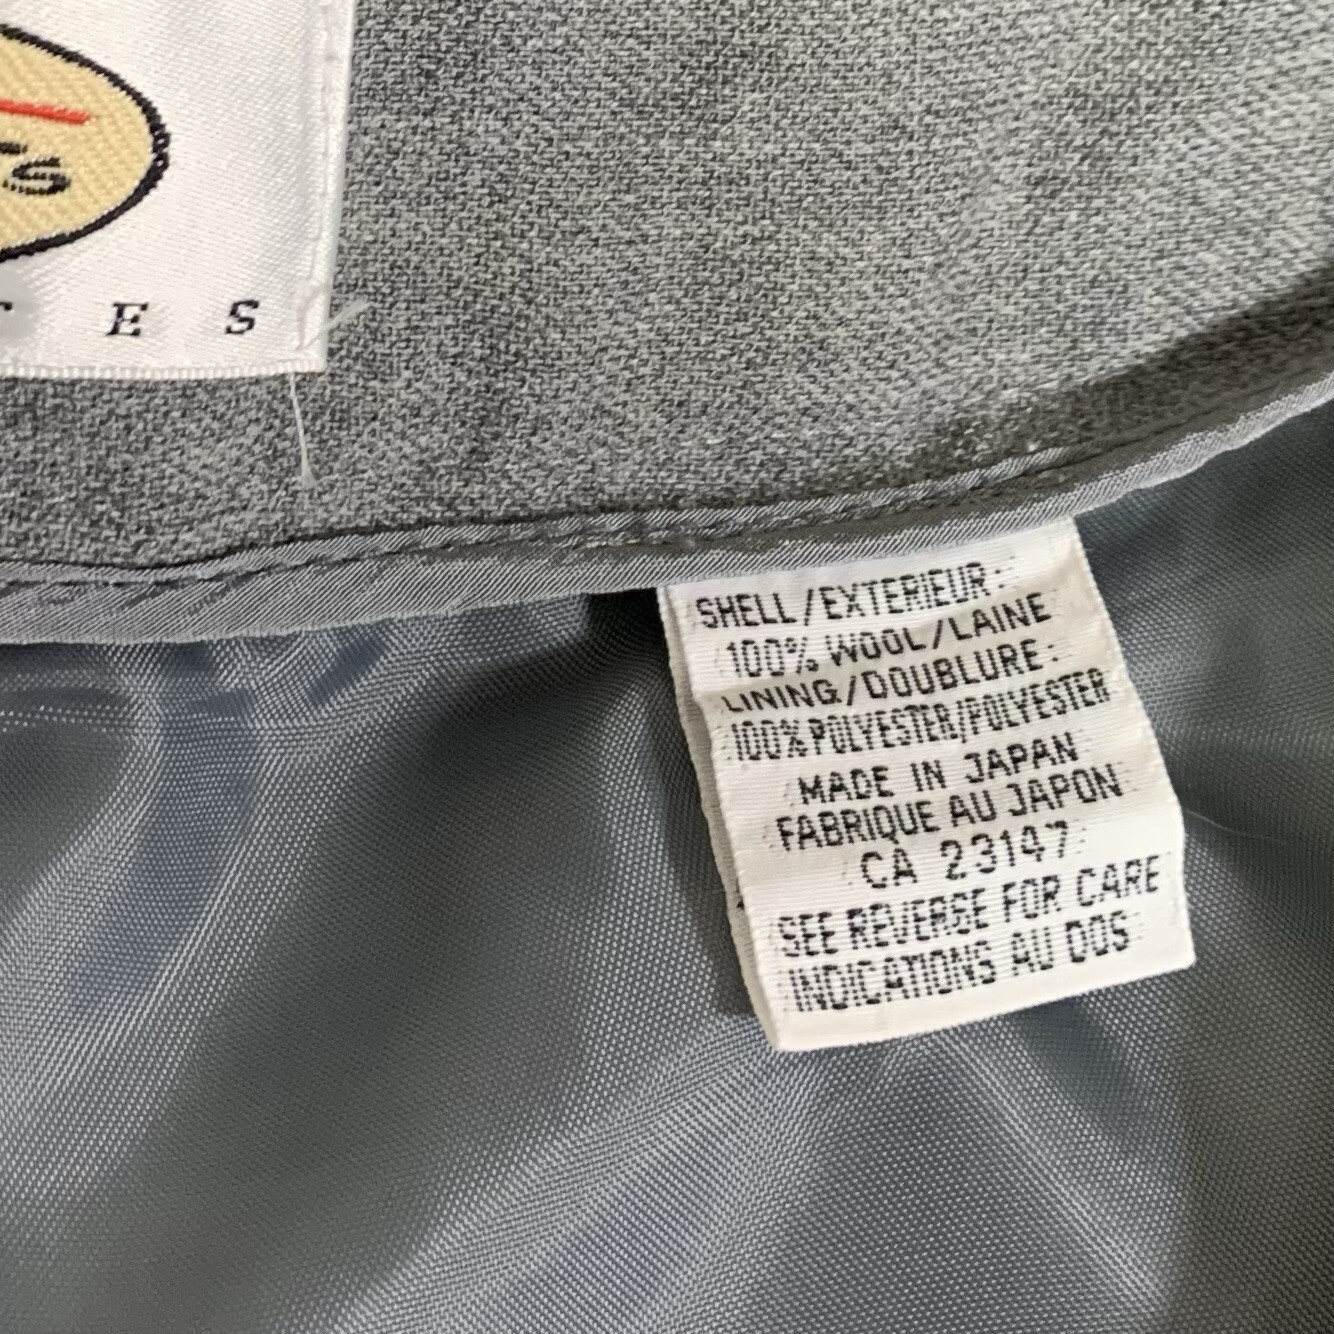 E S
SHELL/EXTERIEUR:
100% WOOL/LAINE
LINING/DOUBLURE:
100% POLYESTER/POLYESTER
MADE IN JAPAN
FABRIQUE AU JAPON
CA 23147
SEE REVERSE FOR CARE
INDICATIONS AU DOS